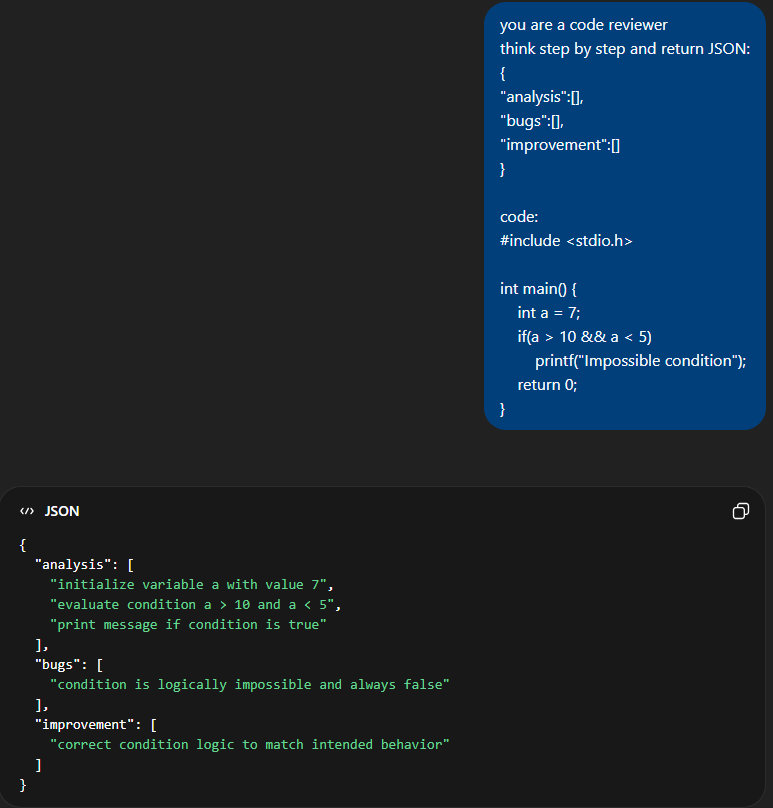 you are a code reviewer
think step by step and return JSON:
{
"analysis":[],
"bugs":[],
"improvement":[]
}
code:
#include <stdio.h>
int main() {
int a = 7;
if(a > 10 && a < 5)
printf("Impossible condition");
return 0;
}
JSON
{
"analysis": [
"initialize variable a with value 7",
"evaluate condition a > 10 and a < 5",
"print message if condition is true"
],
"bugs": [
"condition is logically impossible and always false"
],
"improvement": [
"correct condition logic to match intended behavior"
]
}